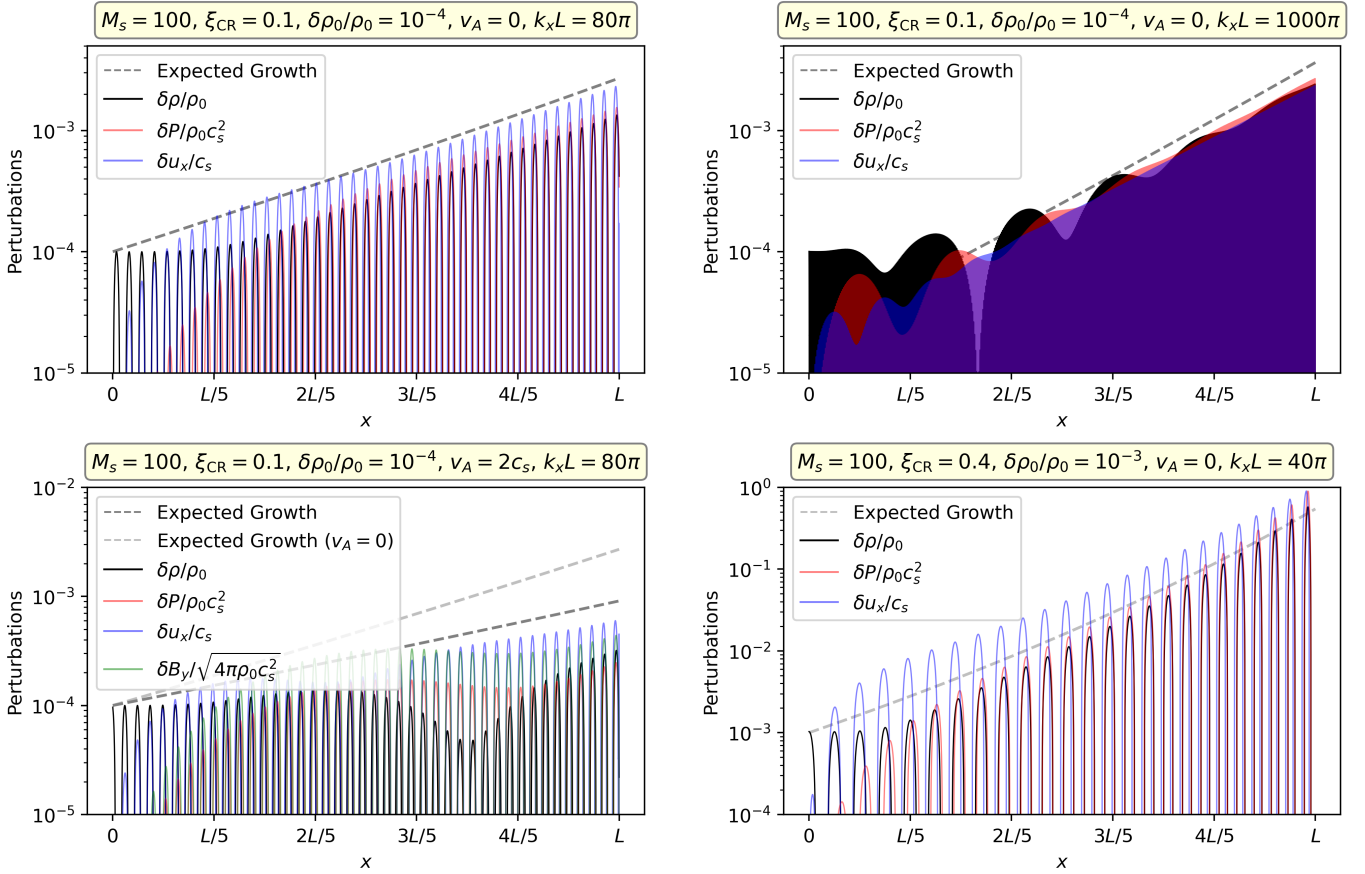 M_s = 100, ξ_CR = 0.1, δρ_0/ρ_0 = 10^{-4}, v_A = 0, k_xL = 80π
Expected Growth
δρ/ρ_0
δP/ρ_0c_s^2
δu_x/c_s
Perturbations
10^{-3}
10^{-4}
10^{-5}
0 L/5 2L/5 3L/5 4L/5 L
x
M_s = 100, ξ_CR = 0.1, δρ_0/ρ_0 = 10^{-4}, v_A = 0, k_xL = 1000π
Expected Growth
δρ/ρ_0
δP/ρ_0c_s^2
δu_x/c_s
Perturbations
10^{-3}
10^{-4}
10^{-5}
0 L/5 2L/5 3L/5 4L/5 L
x
M_s = 100, ξ_CR = 0.1, δρ_0/ρ_0 = 10^{-4}, v_A = 2c_s, k_xL = 80π
Expected Growth
Expected Growth (v_A = 0)
δρ/ρ_0
δP/ρ_0c_s^2
δu_x/c_s
δB_y/√(4πρ_0c_s^2)
Perturbations
10^{-2}
10^{-3}
10^{-4}
10^{-5}
0 L/5 2L/5 3L/5 4L/5 L
x
M_s = 100, ξ_CR = 0.4, δρ_0/ρ_0 = 10^{-3}, v_A = 0, k_xL = 40π
Expected Growth
δρ/ρ_0
δP/ρ_0c_s^2
δu_x/c_s
Perturbations
10^0
10^{-1}
10^{-2}
10^{-3}
10^{-4}
0 L/5 2L/5 3L/5 4L/5 L
x